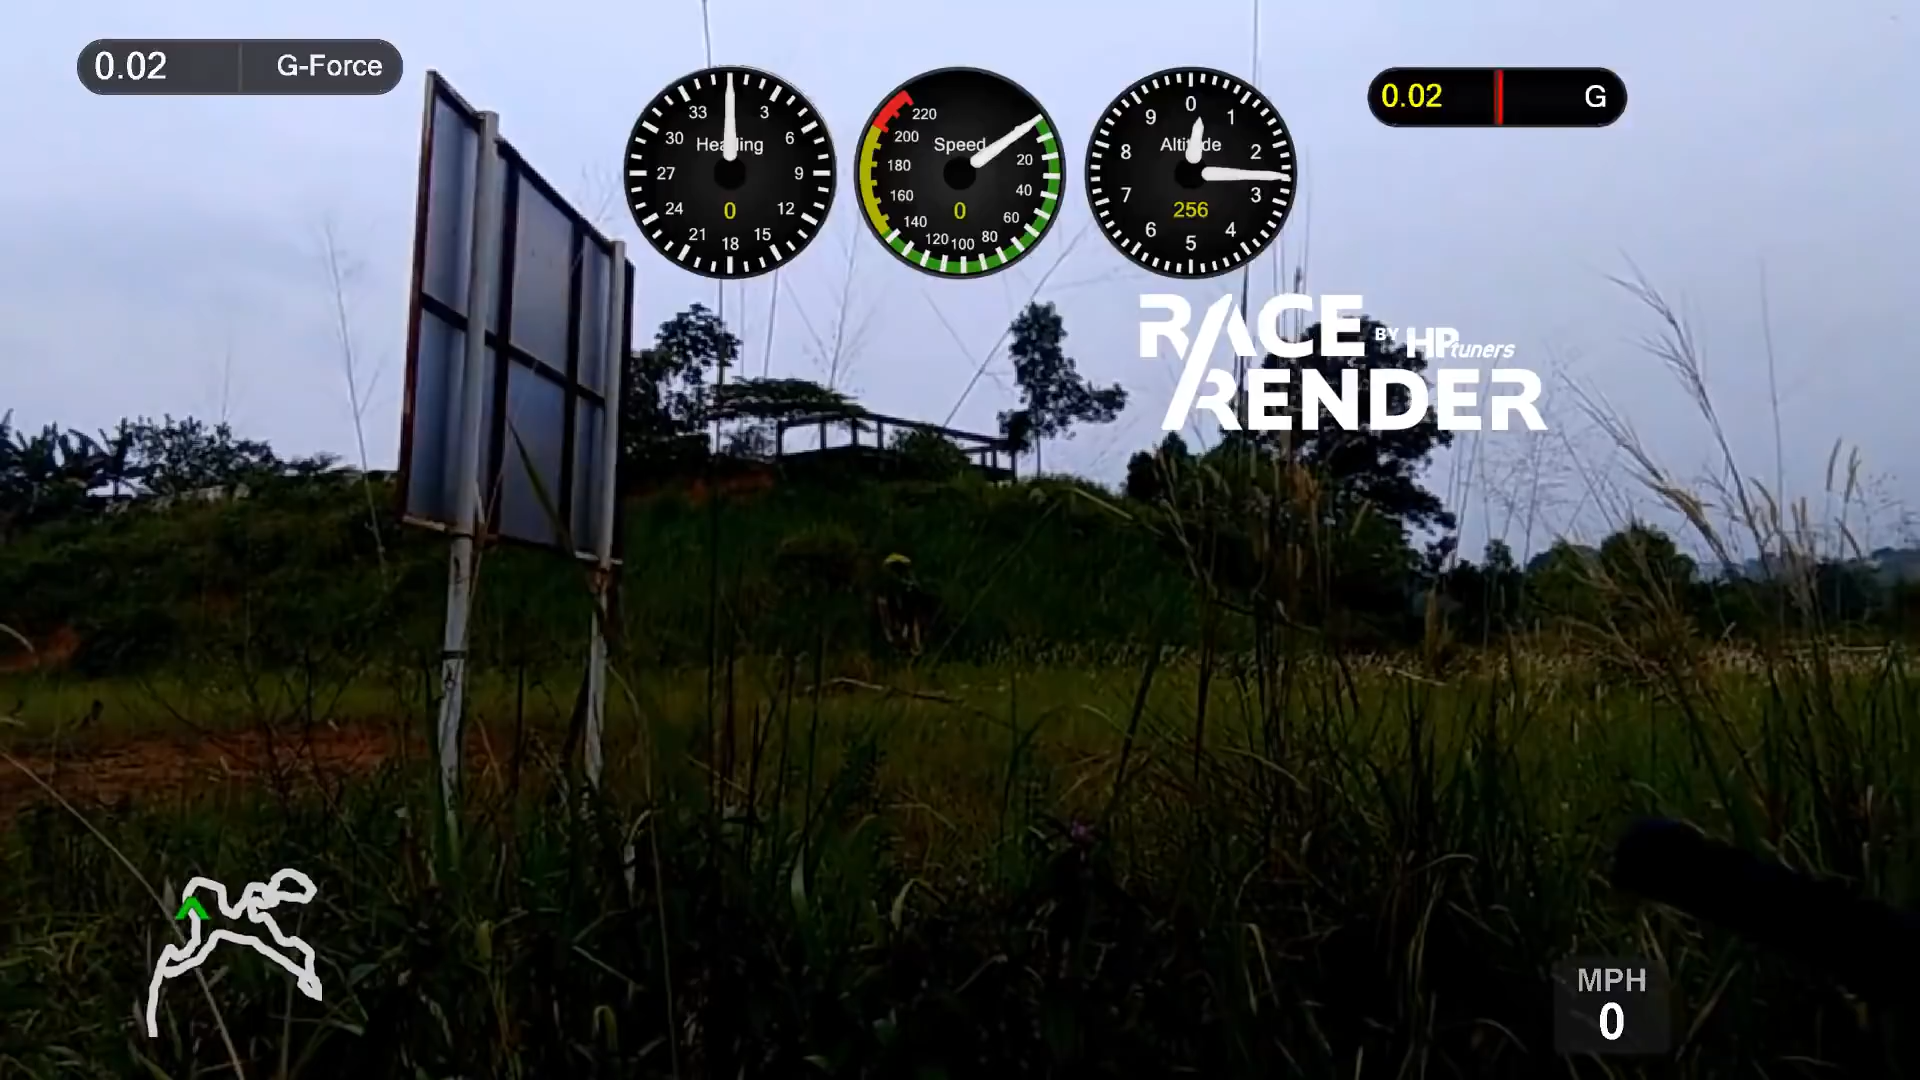 0.02 G-Force
33 3
30 Heading 6
27 9
24 0 12
21 18 15
220
200 Speed
180 20
160 0 40
140 60
120 100 80
0
9 1
8 Altitude 2
7 256 3
6 4
5
0.02 G
RACE BY HP tuners
RENDER
MPH
0